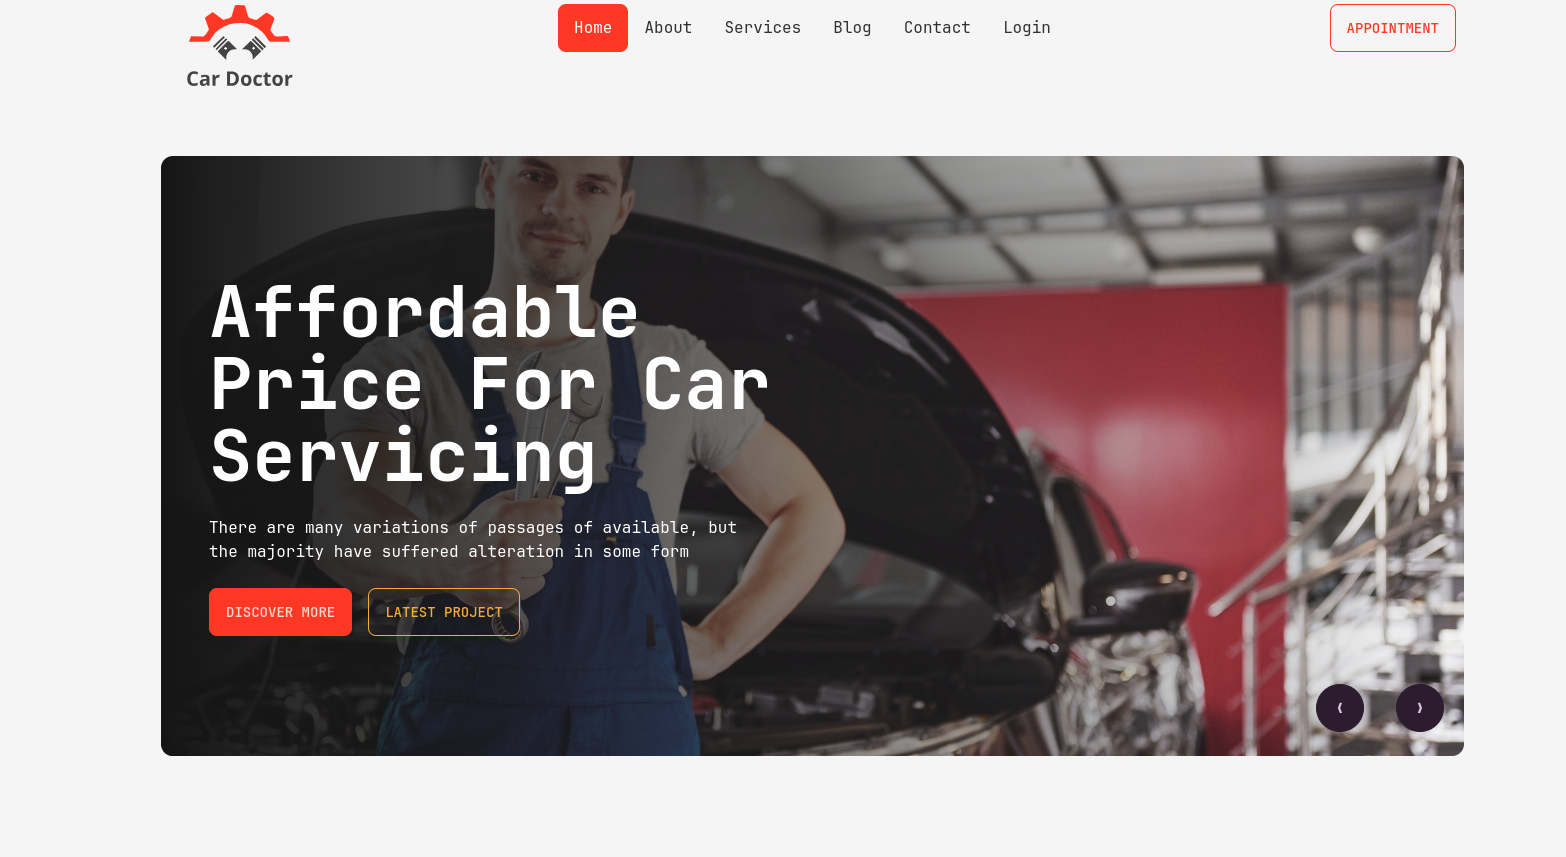 Car Doctor
Home About Services Blog Contact Login
APPOINTMENT
Affordable
Price For Car
Servicing
There are many variations of passages of available, but
the majority have suffered alteration in some form
DISCOVER MORE LATEST PROJECT
❰ ❱